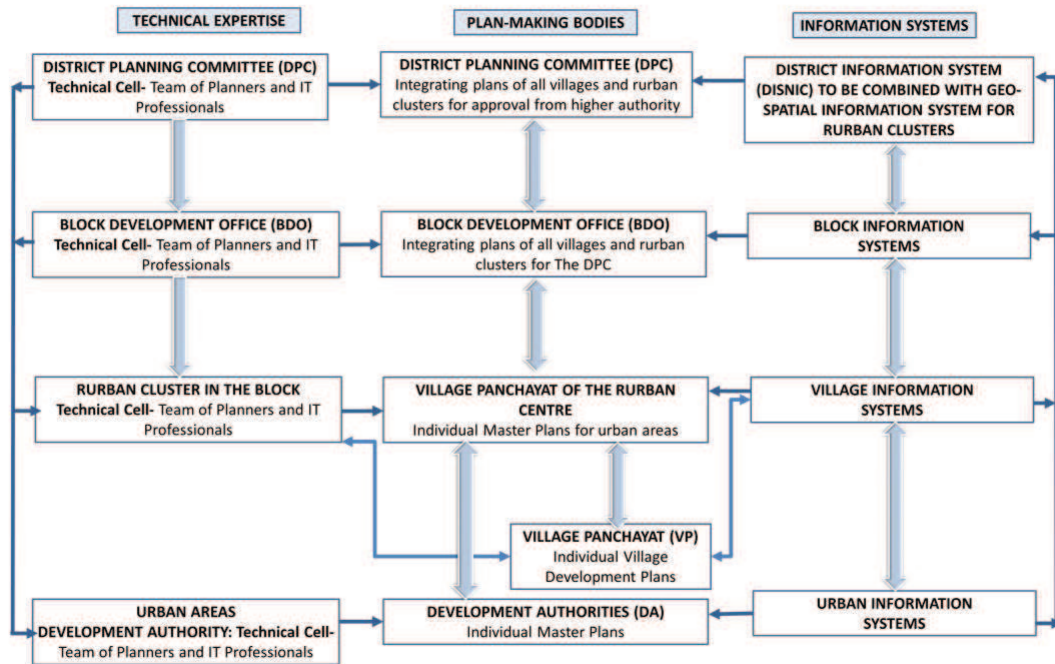 TECHNICAL EXPERTISE
PLAN-MAKING BODIES
INFORMATION SYSTEMS
DISTRICT PLANNING COMMITTEE (DPC)
Technical Cell- Team of Planners and IT
Professionals
DISTRICT PLANNING COMMITTEE (DPC)
Integrating plans of all villages and rurban
clusters for approval from higher authority
DISTRICT INFORMATION SYSTEM
(DISNIC) TO BE COMBINED WITH GEO-
SPATIAL INFORMATION SYSTEM FOR
RURBAN CLUSTERS
BLOCK DEVELOPMENT OFFICE (BDO)
Technical Cell- Team of Planners and IT
Professionals
BLOCK DEVELOPMENT OFFICE (BDO)
Integrating plans of all villages and rurban
clusters for The DPC
BLOCK INFORMATION
SYSTEMS
RURBAN CLUSTER IN THE BLOCK
Technical Cell- Team of Planners and IT
Professionals
VILLAGE PANCHAYAT OF THE RURBAN
CENTRE
Individual Master Plans for urban areas
VILLAGE INFORMATION
SYSTEMS
VILLAGE PANCHAYAT (VP)
Individual Village
Development Plans
URBAN AREAS
DEVELOPMENT AUTHORITY: Technical Cell-
Team of Planners and IT Professionals
DEVELOPMENT AUTHORITIES (DA)
Individual Master Plans
URBAN INFORMATION
SYSTEMS